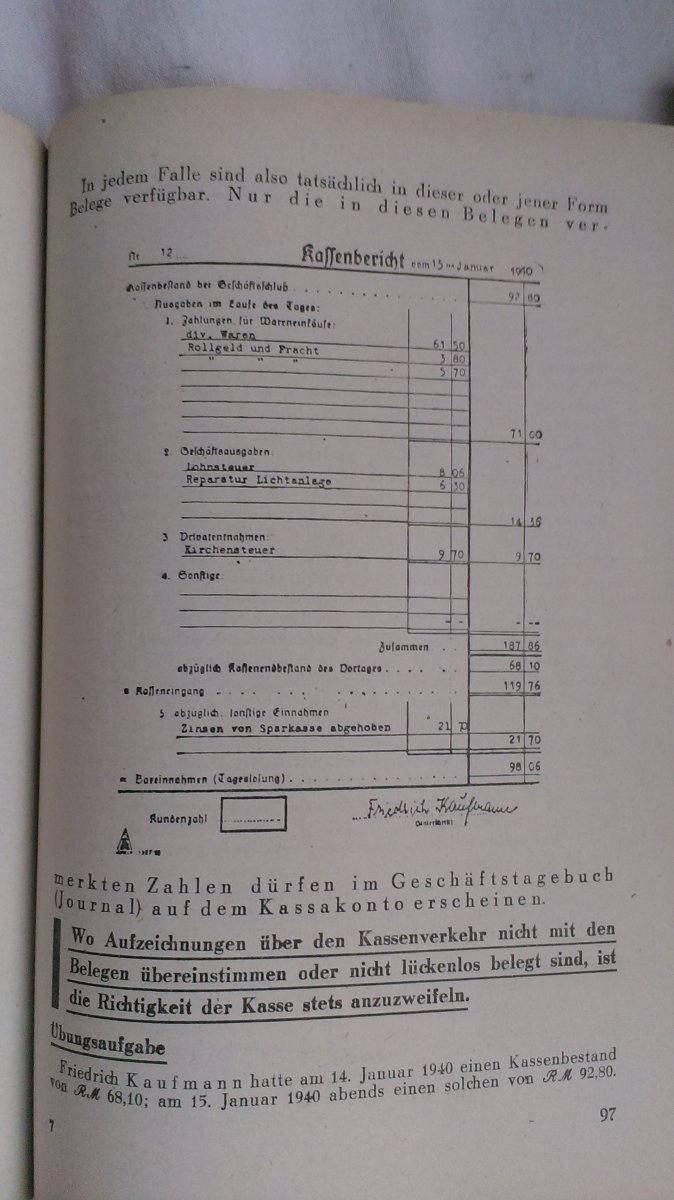 In jedem Falle sind also tatsächlich in dieser oder jener Form
Belege verfügbar. Nur die in diesen Belegen ver-
Nr. 12 Kassenbericht vom 15ten Januar 1940
Kassenbestand bei Geschäftsschluß 92 80
Ausgaben im Laufe des Tages:
1. Zahlungen für Wareneinkäufe:
div. Waren 61 50
Rollgeld und Fracht 3 80
" " " 5 70
71 00
2. Geschäftsausgaben:
Lohnsteuer 8 06
Reparatur Lichtanlage 6 30
14 36
3. Privatentnahmen:
Kirchensteuer 9 70 9 70
4. Sonstige:
- - - --
Zusammen 187 86
abzüglich Kassenendbestand des Vortages 68 10
= Kasseneingang 119 76
5. abzüglich sonstige Einnahmen
Zinsen von Sparkasse abgehoben 21 70
21 70
98 06
= Bareinnahmen (Tageslosung)
Kundenzahl Friedrich Kaufmann
merkten Zahlen dürfen im Geschäftstagebuch
(Journal) auf dem Kassakonto erscheinen.
Wo Aufzeichnungen über den Kassenverkehr nicht mit den
Belegen übereinstimmen oder nicht lückenlos belegt sind, ist
die Richtigkeit der Kasse stets anzuzweifeln.
Übungsaufgabe
Friedrich Kaufmann hatte am 14. Januar 1940 einen Kassenbestand
von RM 68,10; am 15. Januar 1940 abends einen solchen von RM 92,80.
7 97